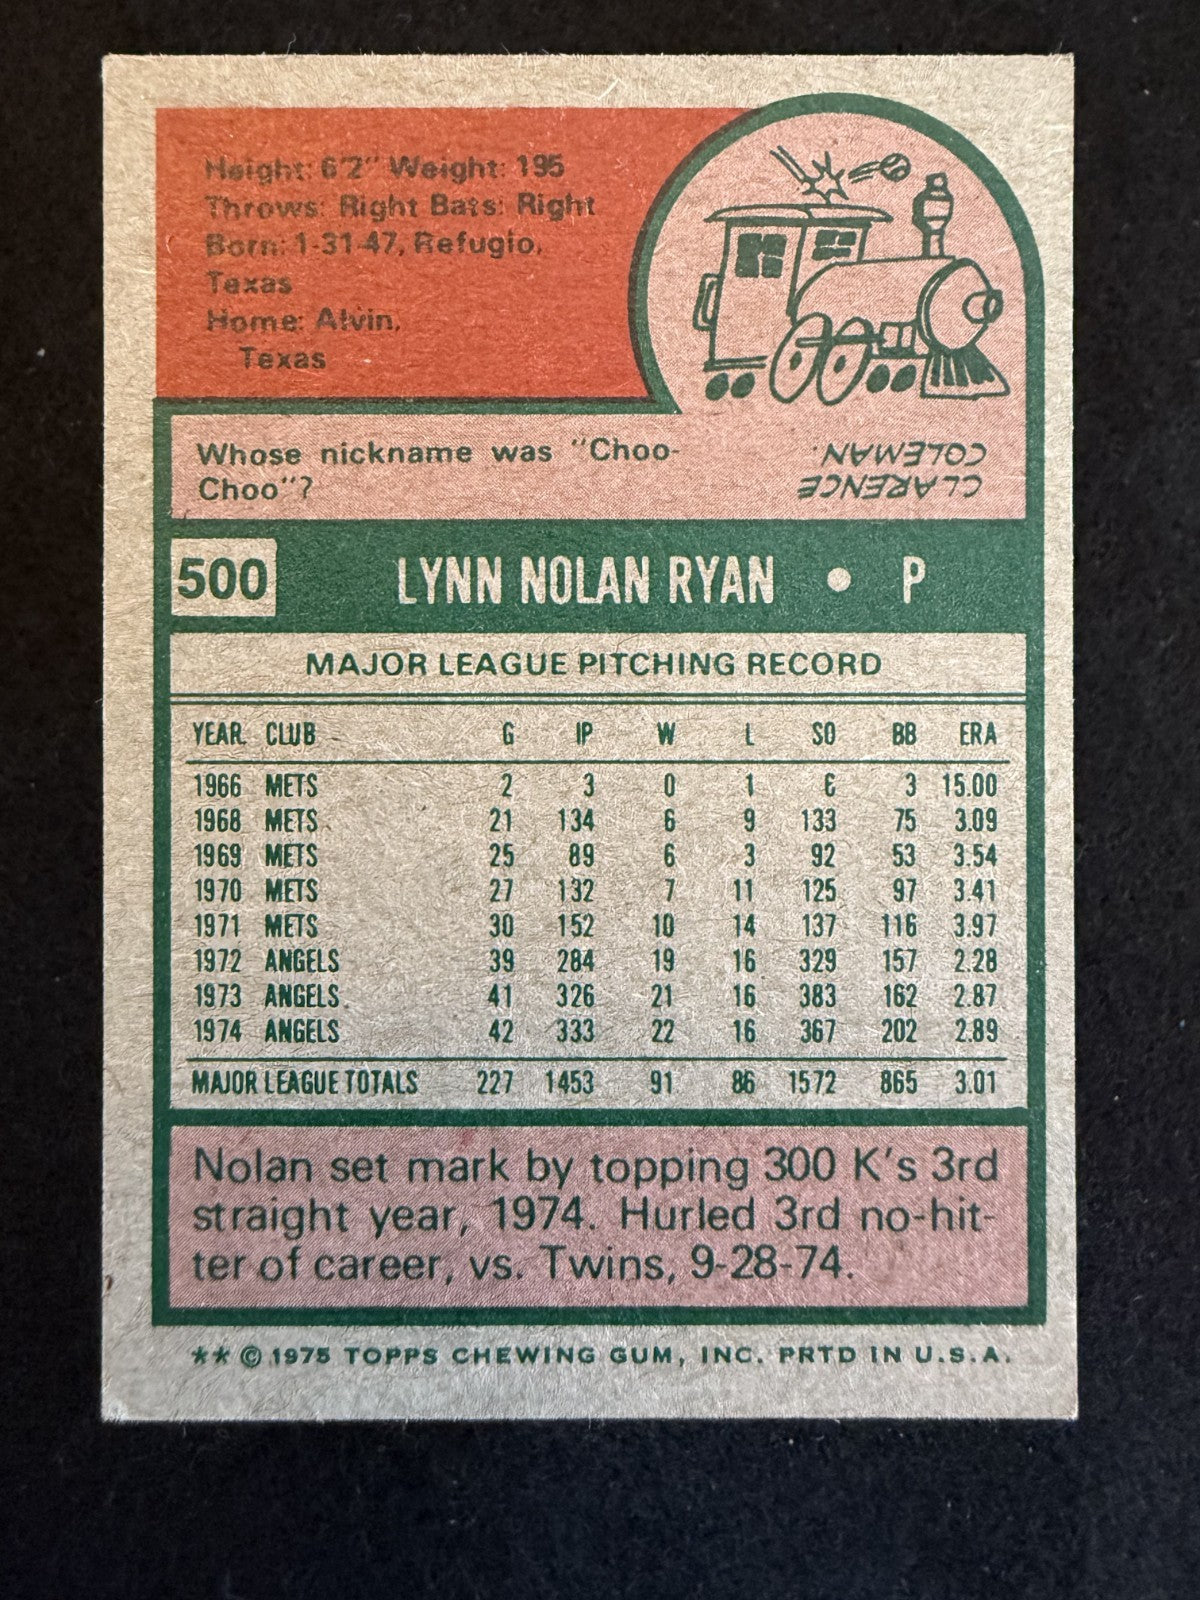 Height: 6'2" Weight: 195
Throws: Right Bats: Right
Born: 1-31-47, Refugio,
Texas
Home: Alvin,
Texas
Whose nickname was "Choo-
Choo"?
CLARENCE
COLEMAN.
500 LYNN NOLAN RYAN • P
MAJOR LEAGUE PITCHING RECORD
YEAR CLUB G IP W L SO BB ERA
1966 METS 2 3 0 1 6 3 15.00
1968 METS 21 134 6 9 133 75 3.09
1969 METS 25 89 6 3 92 53 3.54
1970 METS 27 132 7 11 125 97 3.41
1971 METS 30 152 10 14 137 116 3.97
1972 ANGELS 39 284 19 16 329 157 2.28
1973 ANGELS 41 326 21 16 383 162 2.87
1974 ANGELS 42 333 22 16 367 202 2.89
MAJOR LEAGUE TOTALS 227 1453 91 86 1572 865 3.01
Nolan set mark by topping 300 K's 3rd
straight year, 1974. Hurled 3rd no-hit-
ter of career, vs. Twins, 9-28-74.
** © 1975 TOPPS CHEWING GUM, INC. PRTD IN U.S.A.